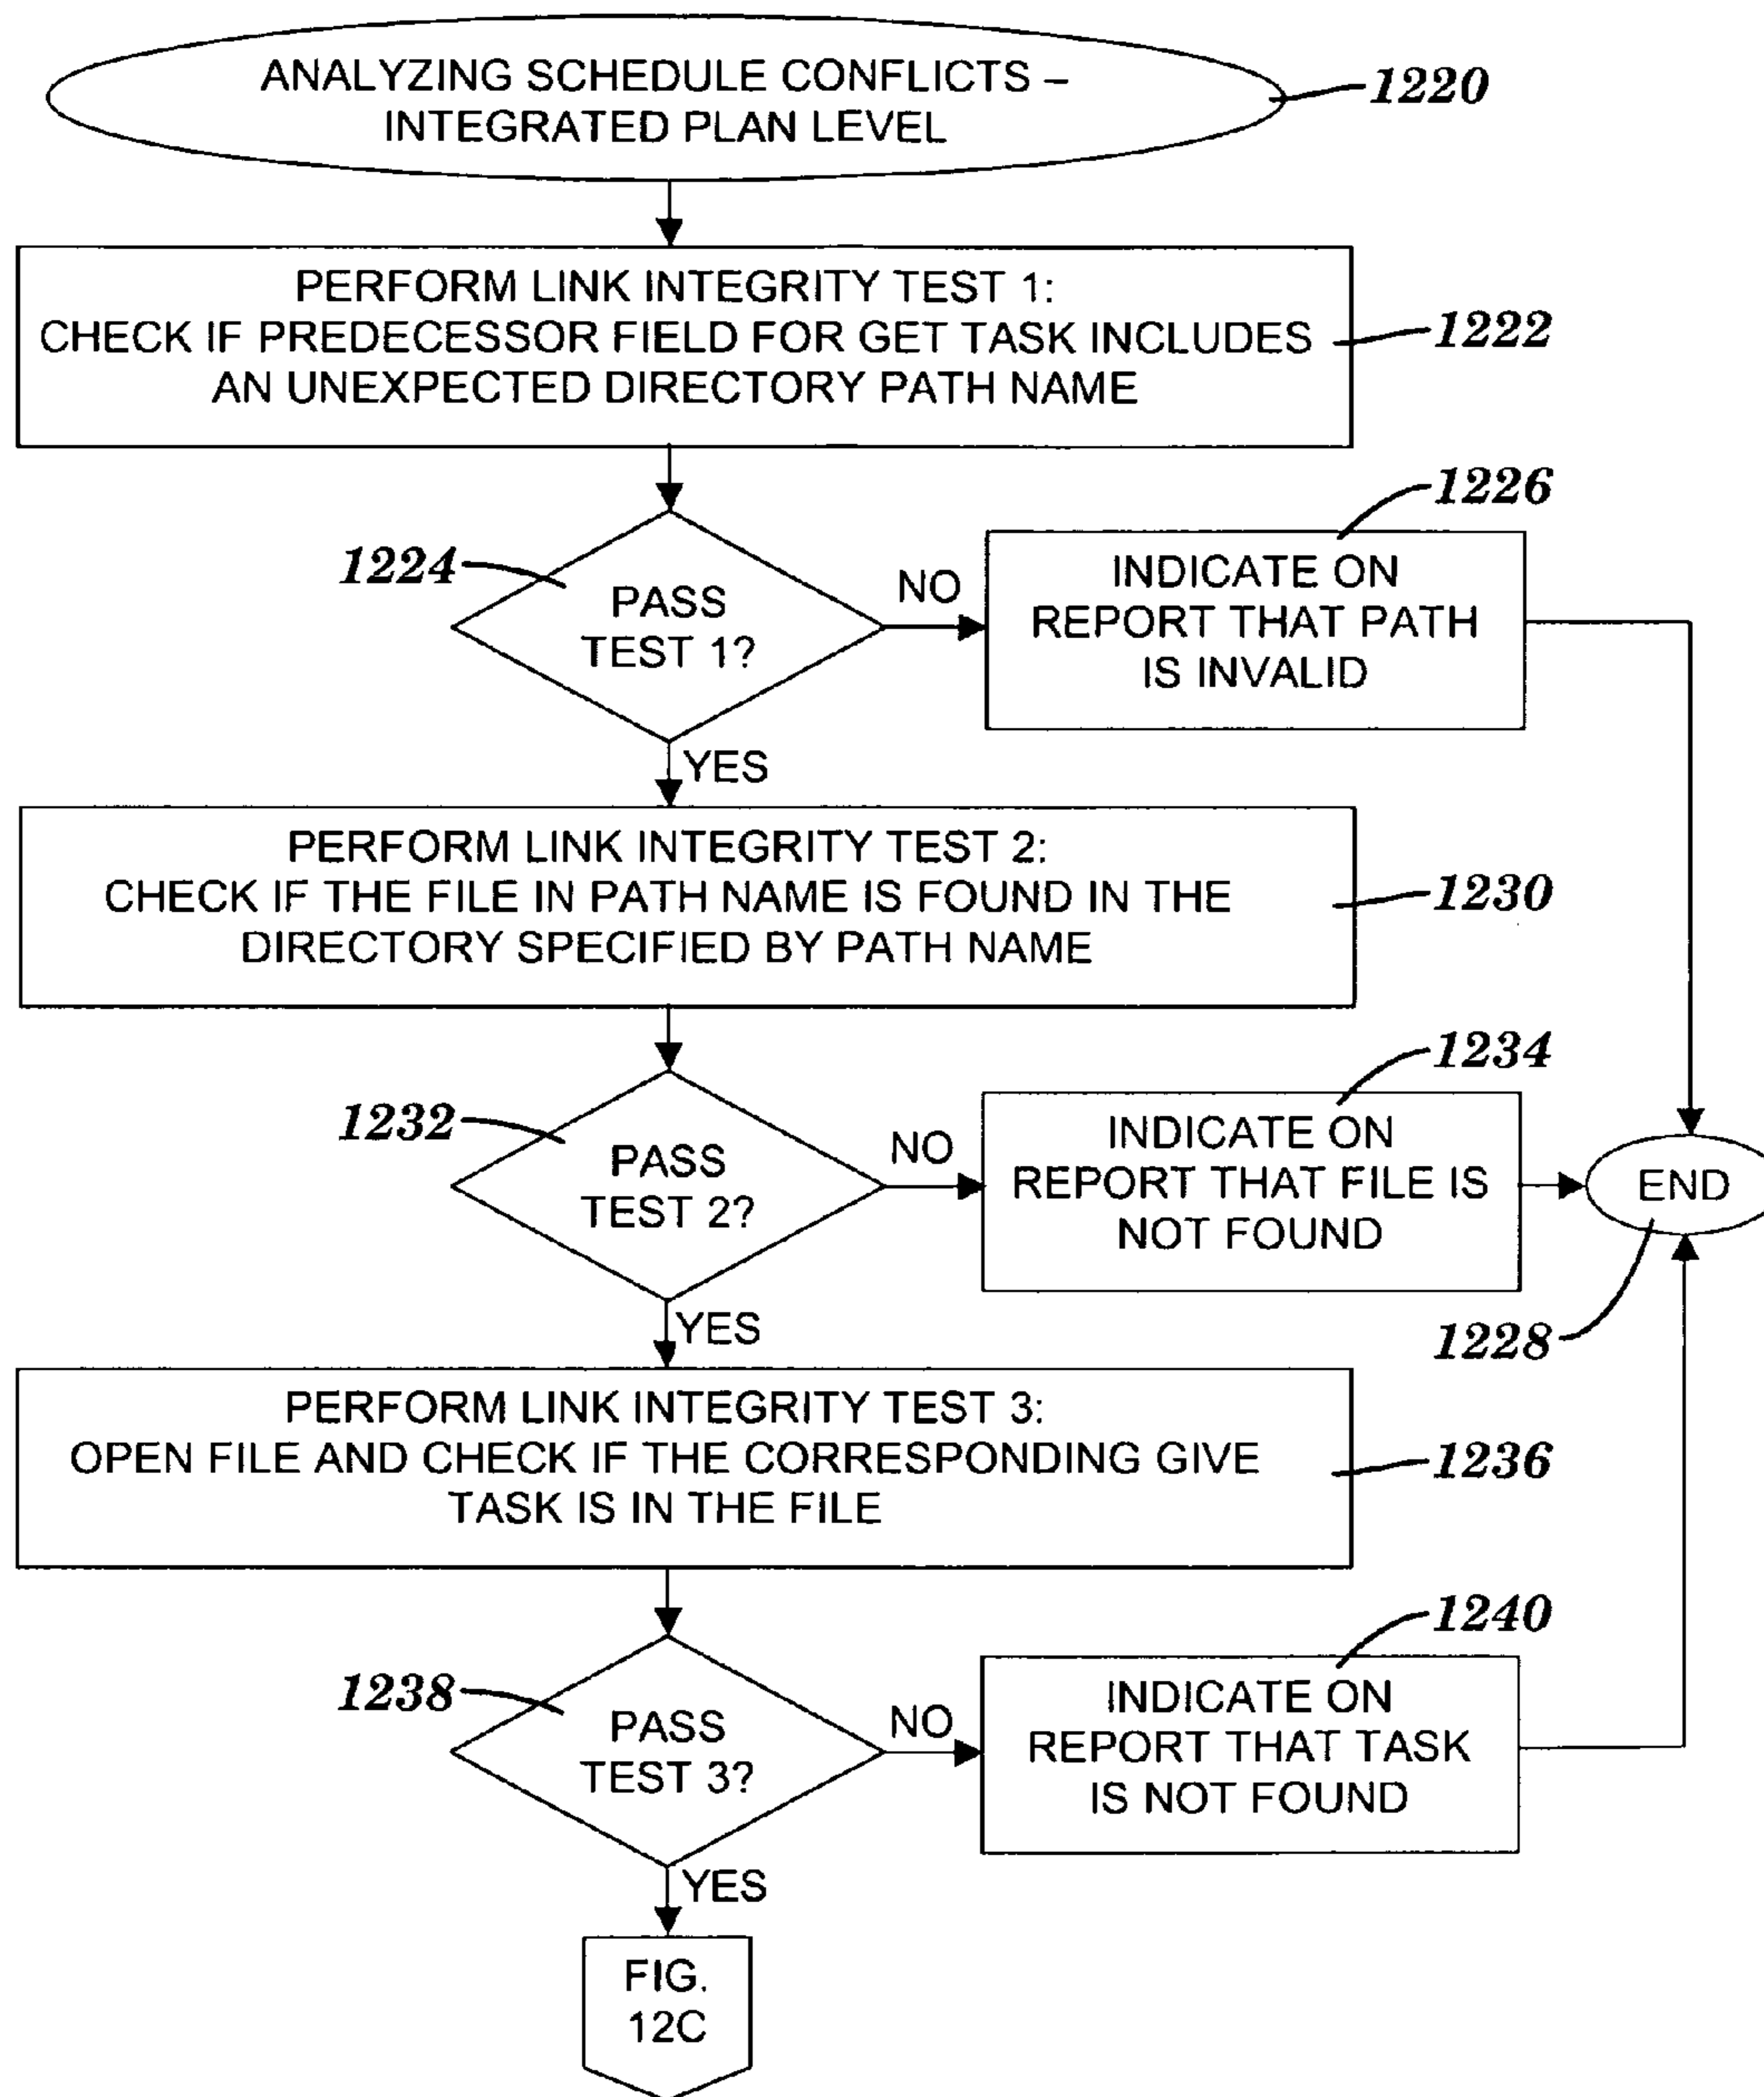 ANALYZING SCHEDULE CONFLICTS –
INTEGRATED PLAN LEVEL
1220
PERFORM LINK INTEGRITY TEST 1:
CHECK IF PREDECESSOR FIELD FOR GET TASK INCLUDES
AN UNEXPECTED DIRECTORY PATH NAME
1222
1224
PASS
TEST 1?
NO
1226
INDICATE ON
REPORT THAT PATH
IS INVALID
YES
PERFORM LINK INTEGRITY TEST 2:
CHECK IF THE FILE IN PATH NAME IS FOUND IN THE
DIRECTORY SPECIFIED BY PATH NAME
1230
1232
PASS
TEST 2?
NO
1234
INDICATE ON
REPORT THAT FILE IS
NOT FOUND
END
1228
YES
PERFORM LINK INTEGRITY TEST 3:
OPEN FILE AND CHECK IF THE CORRESPONDING GIVE
TASK IS IN THE FILE
1236
1238
PASS
TEST 3?
NO
1240
INDICATE ON
REPORT THAT TASK
IS NOT FOUND
YES
FIG.
12C